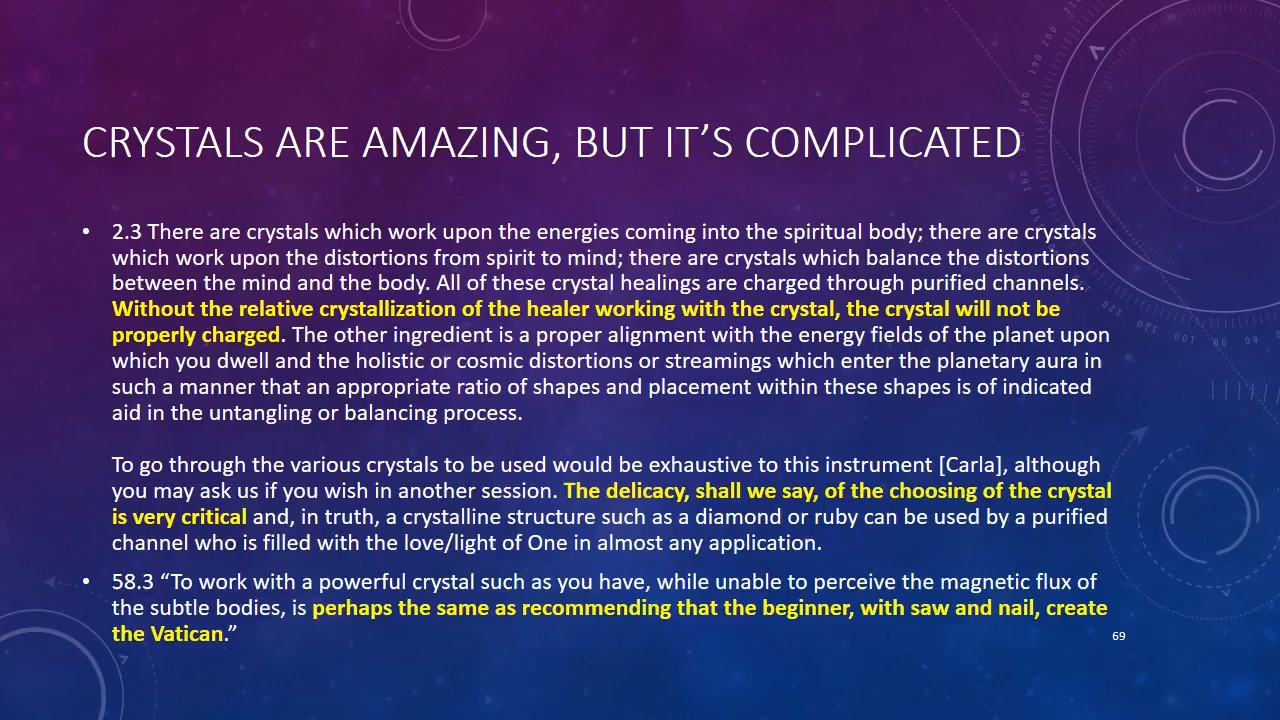 CRYSTALS ARE AMAZING, BUT IT'S COMPLICATED
• 2.3 There are crystals which work upon the energies coming into the spiritual body; there are crystals
which work upon the distortions from spirit to mind; there are crystals which balance the distortions
between the mind and the body. All of these crystal healings are charged through purified channels.
Without the relative crystallization of the healer working with the crystal, the crystal will not be
properly charged. The other ingredient is a proper alignment with the energy fields of the planet upon
which you dwell and the holistic or cosmic distortions or streamings which enter the planetary aura in
such a manner that an appropriate ratio of shapes and placement within these shapes is of indicated
aid in the untangling or balancing process.
To go through the various crystals to be used would be exhaustive to this instrument [Carla], although
you may ask us if you wish in another session. The delicacy, shall we say, of the choosing of the crystal
is very critical and, in truth, a crystalline structure such as a diamond or ruby can be used by a purified
channel who is filled with the love/light of One in almost any application.
• 58.3 “To work with a powerful crystal such as you have, while unable to perceive the magnetic flux of
the subtle bodies, is perhaps the same as recommending that the beginner, with saw and nail, create
the Vatican.”
69
210
200
190
180
160
150
120
110
100
90
80